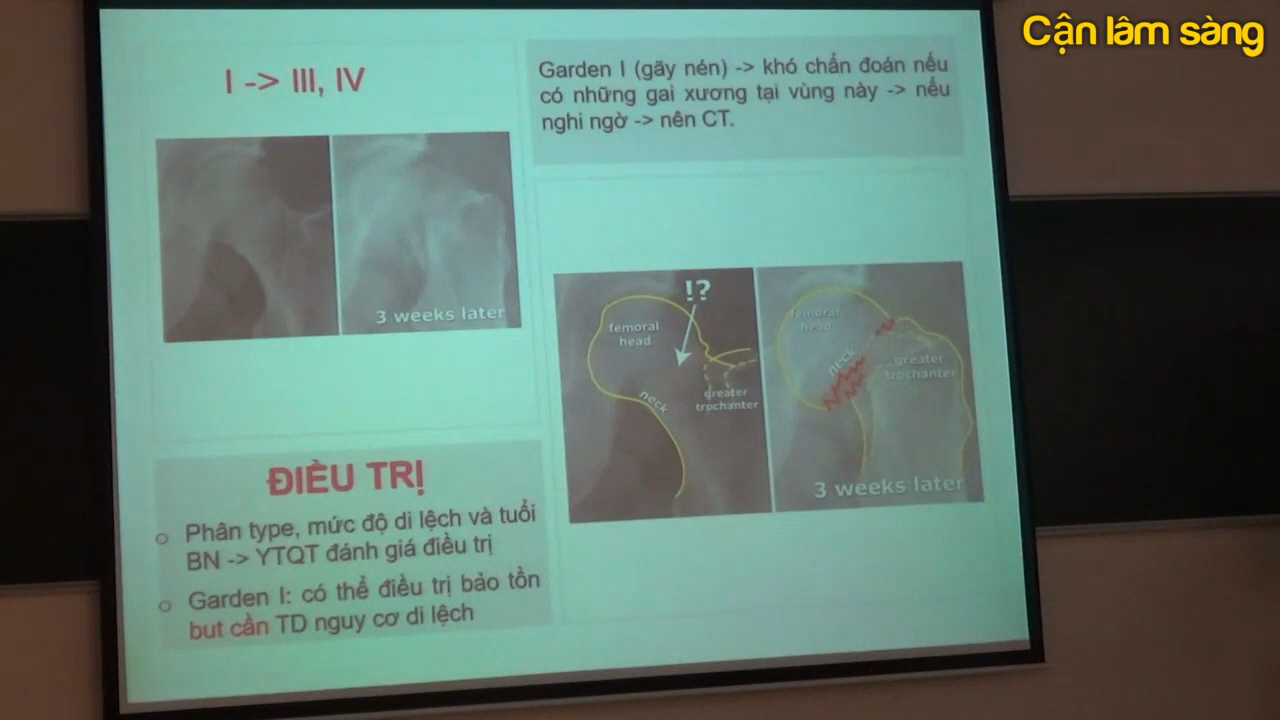 Cận lâm sàng
I -> III, IV
Garden I (gãy nén) -> khó chẩn đoán nếu
có những gai xương tại vùng này -> nếu
nghi ngờ -> nên CT.
3 weeks later
!?
femoral
head
neck
greater
trochanter
femoral
head
neck
greater
trochanter
3 weeks later
ĐIỀU TRỊ
Phân type, mức độ di lệch và tuổi
BN -> YTQT đánh giá điều trị
Garden I: có thể điều trị bảo tồn
but cần TD nguy cơ di lệch